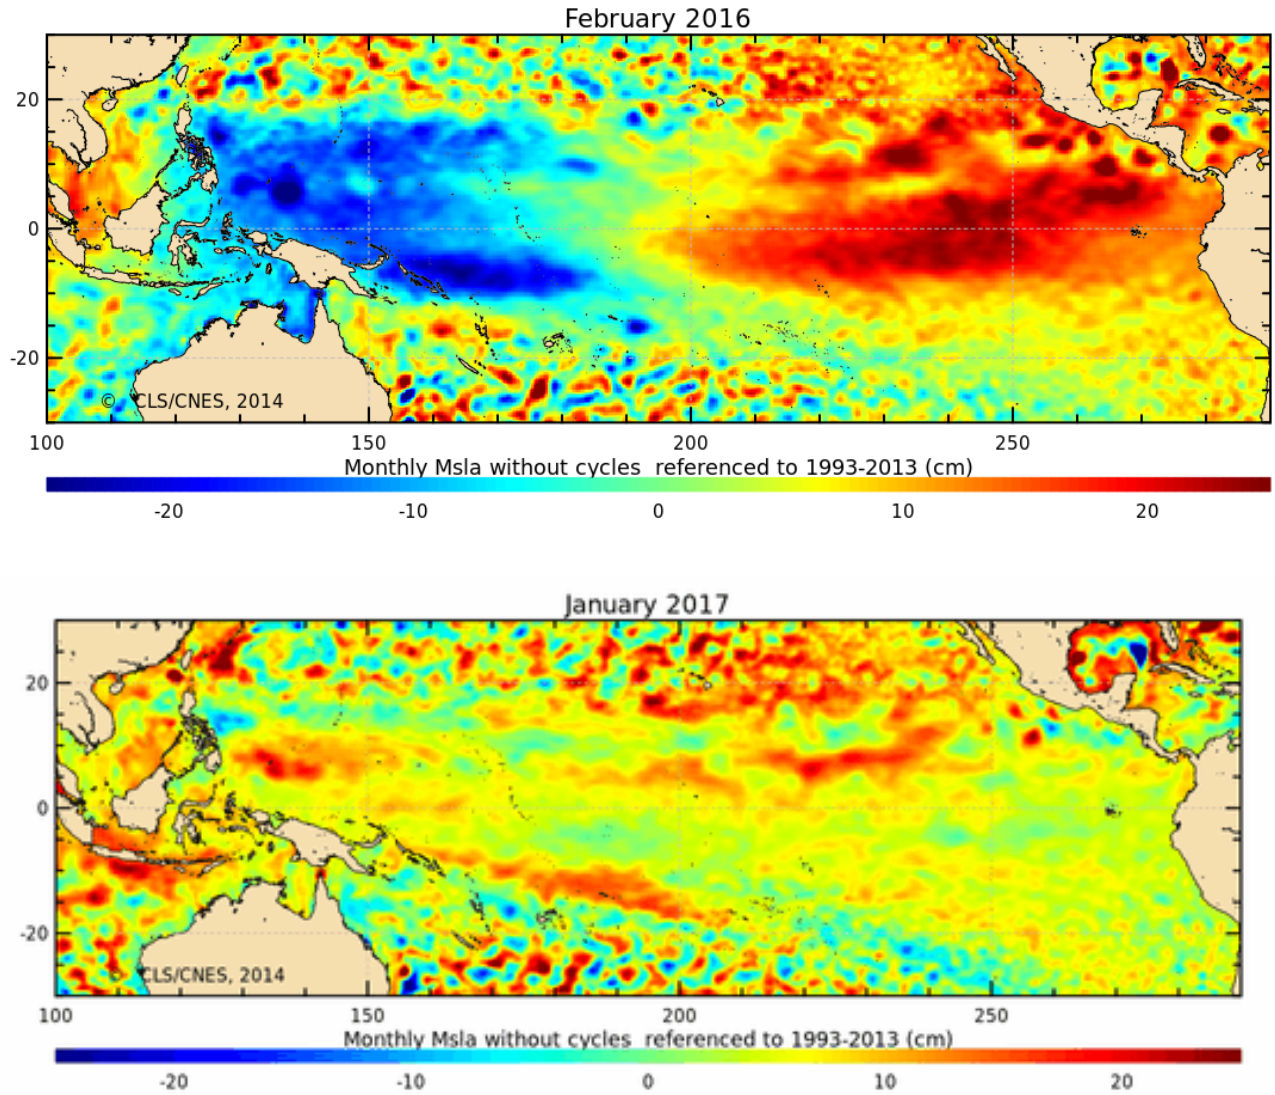 February 2016
20
0
-20
© CLS/CNES, 2014
100 150 200 250
Monthly Msla without cycles referenced to 1993-2013 (cm)
-20 -10 0 10 20
January 2017
20
0
-20
© CLS/CNES, 2014
100 150 200 250
Monthly Msla without cycles referenced to 1993-2013 (cm)
-20 -10 0 10 20